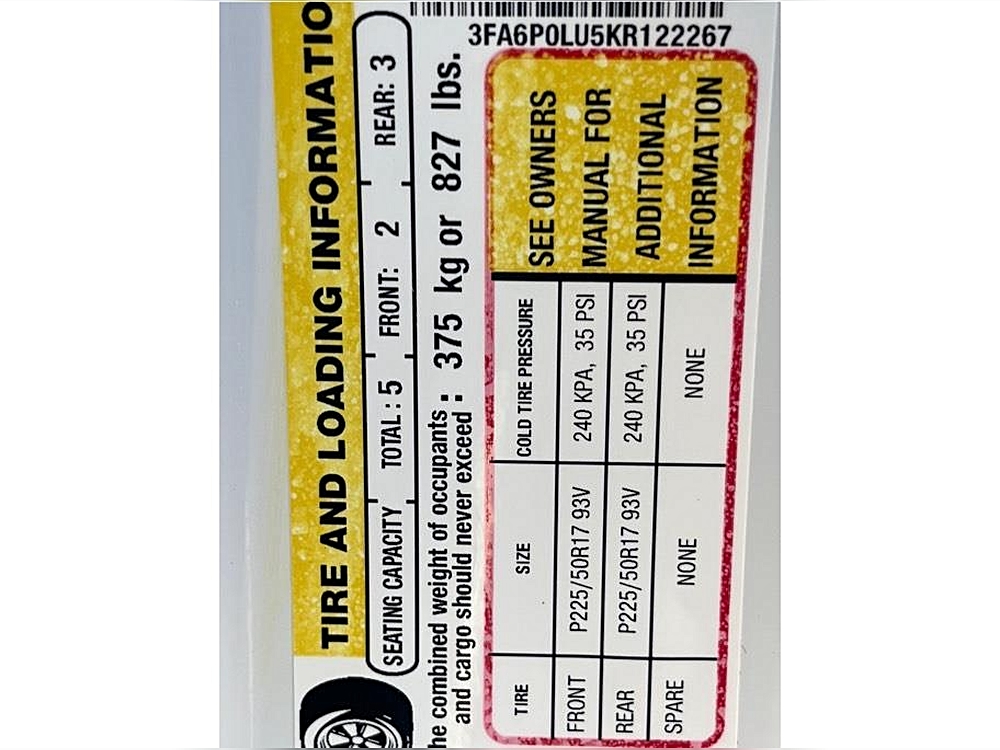 3FA6P0LU5KR122267
TIRE AND LOADING INFORMATIO
SEATING CAPACITY TOTAL : 5 FRONT: 2 REAR: 3
he combined weight of occupants :
and cargo should never exceed : 375 kg or 827 lbs.
TIRE SIZE COLD TIRE PRESSURE
FRONT P225/50R17 93V 240 KPA, 35 PSI
REAR P225/50R17 93V 240 KPA, 35 PSI
SPARE NONE NONE
SEE OWNERS
MANUAL FOR
ADDITIONAL
INFORMATION